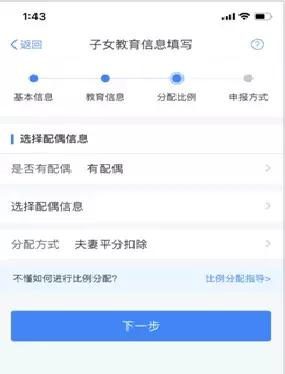 1:43
返回
子女教育信息填写
基本信息
教育信息
分配比例
申报方式
选择配偶信息
是否有配偶 有配偶
选择配偶信息
分配方式 夫妻平分扣除
不懂如何进行比例分配? 比例分配指导>
下一步